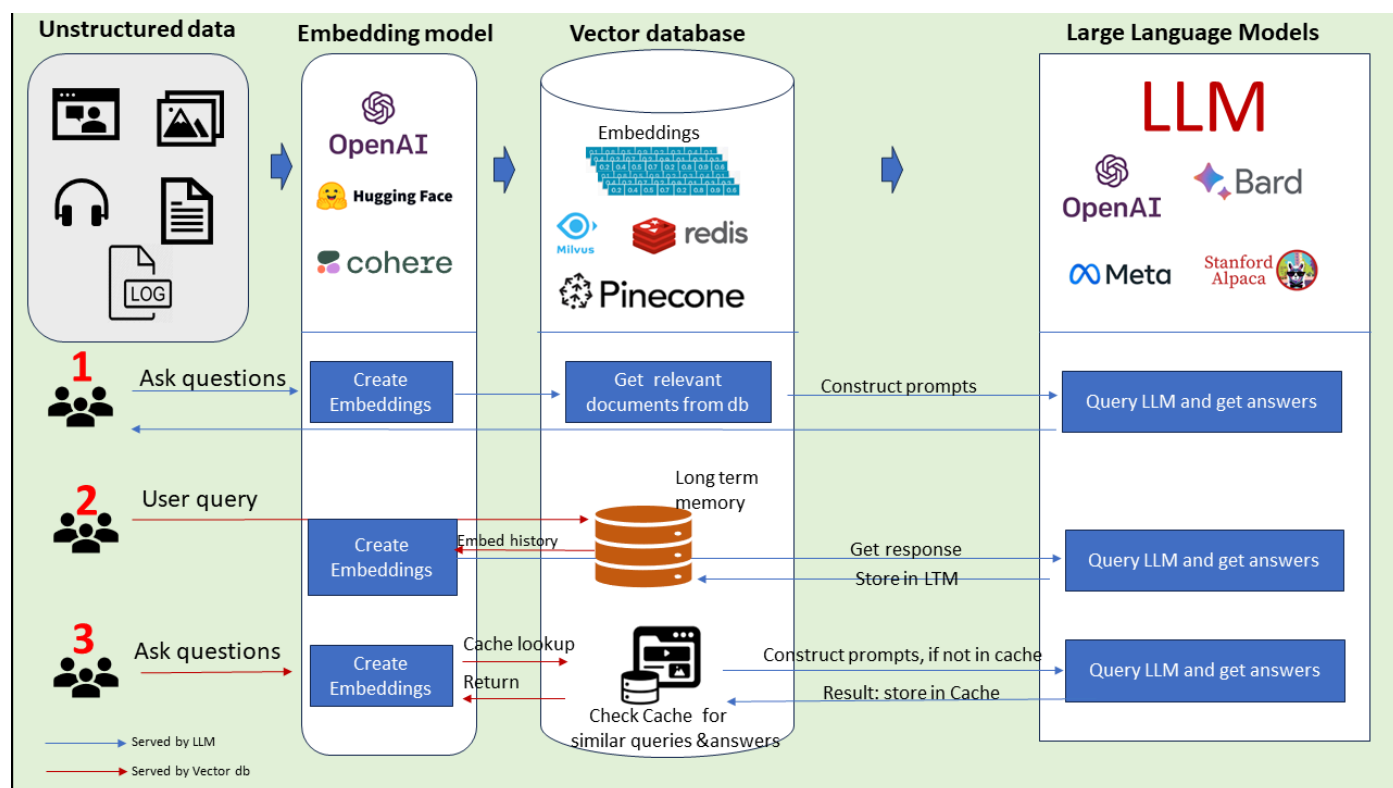 Unstructured data
Embedding model
Vector database
Large Language Models
OpenAI
Hugging Face
cohere
LOG
Embeddings
Milvus
redis
Pinecone
LLM
OpenAI
Bard
Meta
Stanford
Alpaca
1
Ask questions
Create
Embeddings
Get relevant
documents from db
Construct prompts
Query LLM and get answers
2
User query
Create
Embeddings
Embed history
Long term
memory
Get response
Store in LTM
Query LLM and get answers
3
Ask questions
Create
Embeddings
Cache lookup
Return
Check Cache for
similar queries &answers
Construct prompts, if not in cache
Result: store in Cache
Query LLM and get answers
Served by LLM
Served by Vector db